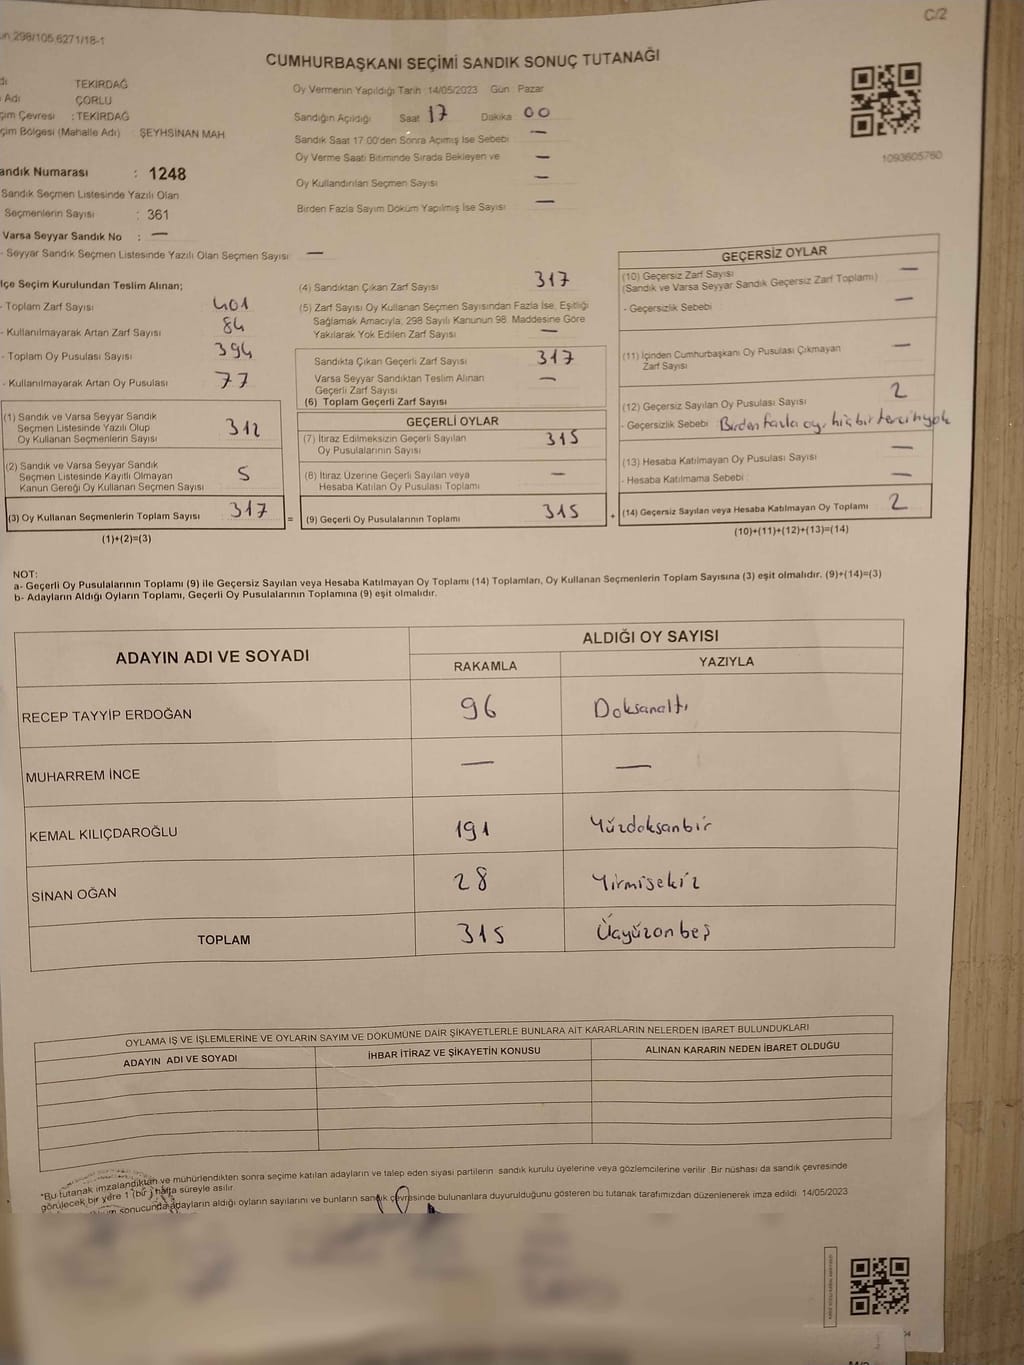 298/105.6271/18-1
C/2
CUMHURBAŞKANI SEÇİMİ SANDIK SONUÇ TUTANAĞI
TEKİRDAĞ
Adı ÇORLU
Çevresi : TEKİRDAĞ
Bölgesi (Mahalle Adı) : ŞEYHSİNAN MAH
Sandık Numarası : 1248
Sandık Seçmen Listesinde Yazılı Olan
Seçmenlerin Sayısı : 361
Varsa Seyyar Sandık No : —
- Seyyar Sandık Seçmen Listesinde Yazılı Olan Seçmen Sayısı —
Oy Vermenin Yapıldığı Tarih : 14/05/2023 Gün : Pazar
Sandığın Açıldığı Saat 17 Dakika 00
Sandık Saat 17:00'den Sonra Açımış İse Sebebi —
Oy Verme Saati Bitiminde Sırada Bekleyen ve —
Oy Kullandırılan Seçmen Sayısı —
Birden Fazla Sayım Döküm Yapılmış İse Sayısı —
1093605760
İlçe Seçim Kurulundan Teslim Alınan;
- Toplam Zarf Sayısı 401
- Kullanılmayarak Artan Zarf Sayısı 84
- Toplam Oy Pusulası Sayısı 394
- Kullanılmayarak Artan Oy Pusulası 77
(1) Sandık ve Varsa Seyyar Sandık
Seçmen Listesinde Yazılı Olup
Oy Kullanan Seçmenlerin Sayısı 312
(2) Sandık ve Varsa Seyyar Sandık
Seçmen Listesinde Kayıtlı Olmayan
Kanun Gereği Oy Kullanan Seçmen Sayısı 5
(3) Oy Kullanan Seçmenlerin Toplam Sayısı 317
(1)+(2)=(3)
=
(4) Sandıktan Çıkan Zarf Sayısı 317
(5) Zarf Sayısı Oy Kullanan Seçmen Sayısından Fazla İse, Eşitliği
Sağlamak Amacıyla; 298 Sayılı Kanunun 98. Maddesine Göre
Yakılarak Yok Edilen Zarf Sayısı —
Sandıkta Çıkan Geçerli Zarf Sayısı 317
Varsa Seyyar Sandıktan Teslim Alınan
Geçerli Zarf Sayısı —
(6) Toplam Geçerli Zarf Sayısı
GEÇERLİ OYLAR
(7) İtiraz Edilmeksizin Geçerli Sayılan
Oy Pusulalarının Sayısı 315
(8) İtiraz Üzerine Geçerli Sayılan veya
Hesaba Katılan Oy Pusulası Toplamı —
(9) Geçerli Oy Pusulalarının Toplamı 315
+
GEÇERSİZ OYLAR
(10) Geçersiz Zarf Sayısı —
(Sandık ve Varsa Seyyar Sandık Geçersiz Zarf Toplamı)
- Geçersizlik Sebebi —
(11) İçinden Cumhurbaşkanı Oy Pusulası Çıkmayan
Zarf Sayısı —
(12) Geçersiz Sayılan Oy Pusulası Sayısı 2
- Geçersizlik Sebebi Birden fazla oy, hiçbir tercih yok
(13) Hesaba Katılmayan Oy Pusulası Sayısı —
- Hesaba Katılmama Sebebi : —
(14) Geçersiz Sayılan veya Hesaba Katılmayan Oy Toplamı 2
(10)+(11)+(12)+(13)=(14)
NOT:
a- Geçerli Oy Pusulalarının Toplamı (9) ile Geçersiz Sayılan veya Hesaba Katılmayan Oy Toplamı (14) Toplamları, Oy Kullanan Seçmenlerin Toplam Sayısına (3) eşit olmalıdır. (9)+(14)=(3)
b- Adayların Aldığı Oyların Toplamı, Geçerli Oy Pusulalarının Toplamına (9) eşit olmalıdır.
ADAYIN ADI VE SOYADI
ALDIĞI OY SAYISI
RAKAMLA YAZIYLA
RECEP TAYYİP ERDOĞAN 96 Doksanaltı
MUHARREM İNCE — —
KEMAL KILIÇDAROĞLU 191 Yüzdoksanbir
SİNAN OĞAN 28 Yirmisekiz
TOPLAM 315 Üçyüzonbeş
OYLAMA İŞ VE İŞLEMLERİNE VE OYLARIN SAYIM VE DÖKÜMÜNE DAİR ŞİKAYETLERLE BUNLARA AİT KARARLARIN NELERDEN İBARET BULUNDUKLARI
ADAYIN ADI VE SOYADI İHBAR İTİRAZ VE ŞİKAYETİN KONUSU ALINAN KARARIN NEDEN İBARET OLDUĞU
*Bu tutanak imzalandıktan ve mühürlendikten sonra seçime katılan adayların ve talep eden siyasi partilerin sandık kurulu üyelerine veya gözlemcilerine verilir. Bir nüshası da sandık çevresinde
görülecek bir yere 1 (bir) hafta süreyle asılır.
sonucunda adayların aldığı oyların sayılarını ve bunların sandık çevresinde bulunanlara duyurulduğunu gösteren bu tutanak tarafımızdan düzenlenerek imza edildi. 14/05/2023